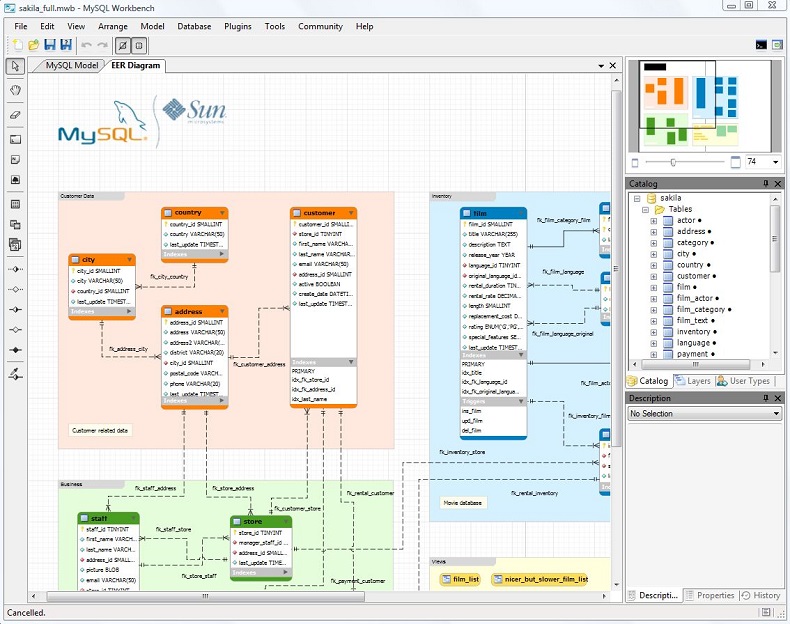 sakila_full.mwb - MySQL Workbench
File Edit View Arrange Model Database Plugins Tools Community Help
MySQL Model
EER Diagram
MySQL
Sun
microsystems
Customer Data
country
country_id SMALLINT
country VARCHAR(50)
last_update TIMEST...
Indexes
customer
customer_id SMALLI...
store_id TINYINT
first_name VARCHA...
last_name VARCHA...
email VARCHAR(50)
address_id SMALLINT
active BOOLEAN
create_date DATETI...
last_update TIMEST...
Indexes
PRIMARY
idx_fk_store_id
idx_fk_address_id
idx_last_name
city
city_id SMALLINT
city VARCHAR(50)
country_id SMALLINT
last_update TIMEST...
Indexes
fk_city_country
address
address_id SMALLINT
address VARCHAR(50)
address2 VARCHAR(...
district VARCHAR(20)
city_id SMALLINT
postal_code VARCH...
phone VARCHAR(20)
last_update TIMEST...
Indexes
fk_address_city
fk_customer_address
Customer related data
Inventory
film
film_id SMALLINT
title VARCHAR(255)
description TEXT
release_year YEAR
language_id TINYINT
original_language_id...
rental_duration TIN...
rental_rate DECIMA...
length SMALLINT
replacement_cost D...
rating ENUM('G','PG'...
special_features SE...
last_update TIMEST...
Indexes
PRIMARY
idx_title
idx_fk_language_id
idx_fk_original_langua...
Triggers
ins_film
upd_film
del_film
fk_film_category_film
fk_film_language
fk_film_language_original
fk_film_acto
fk_inventory_film
fk_inventory_store
fk_rental_inventory
Movie database
fk_staff_address
fk_store_address
fk_rental_customer
fk_customer_store
Business
staff
staff_id TINYINT
first_name VARCH...
last_name VARCH...
address_id SMALL...
picture BLOB
email VARCHAR(50)
store_id TINYINT
fk_staff_store
fk_store_staff
store
store_id TINYINT
manager_staff_id ...
address_id SMALL...
last_update TIME...
Indexes
fk_payment_customer
Views
film_list
nicer_but_slower_film_list
74
Catalog
sakila
Tables
actor
address
category
city
country
customer
film
film_actor
film_category
film_text
inventory
language
payment
Catalog Layers User Types
Description
No Selection
Descripti... Properties History
Cancelled.